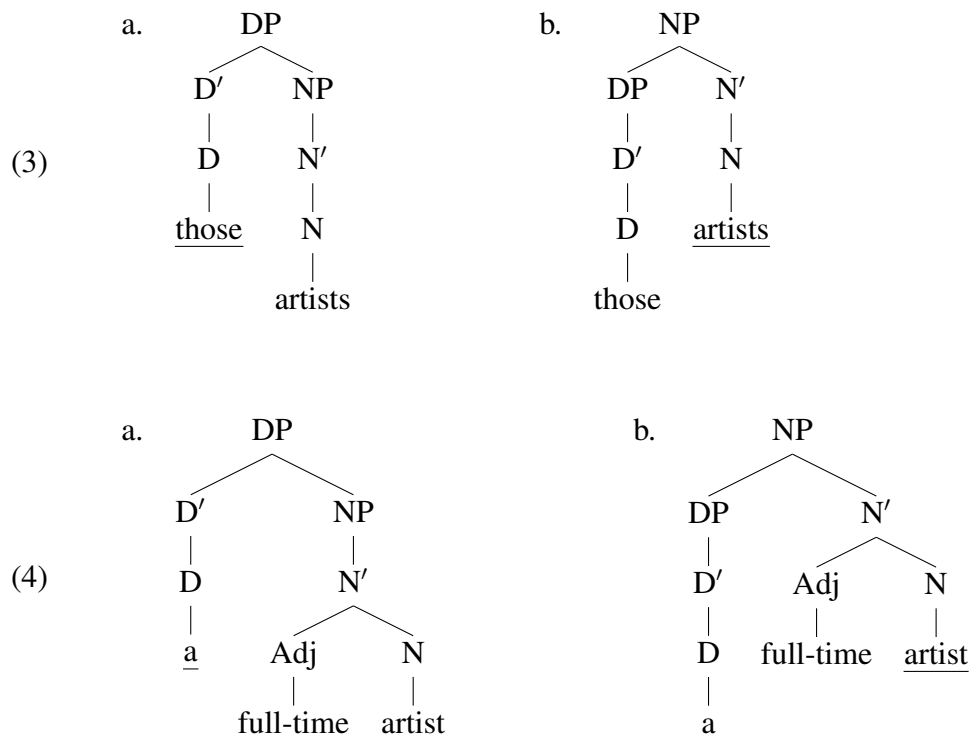 a. DP b. NP
D′ NP DP N′
(3) D N′ D′ N
those N D artists
artists those
a. DP b. NP
D′ NP DP N′
(4) D N′ D′ Adj N
a Adj N D full-time artist
full-time artist a